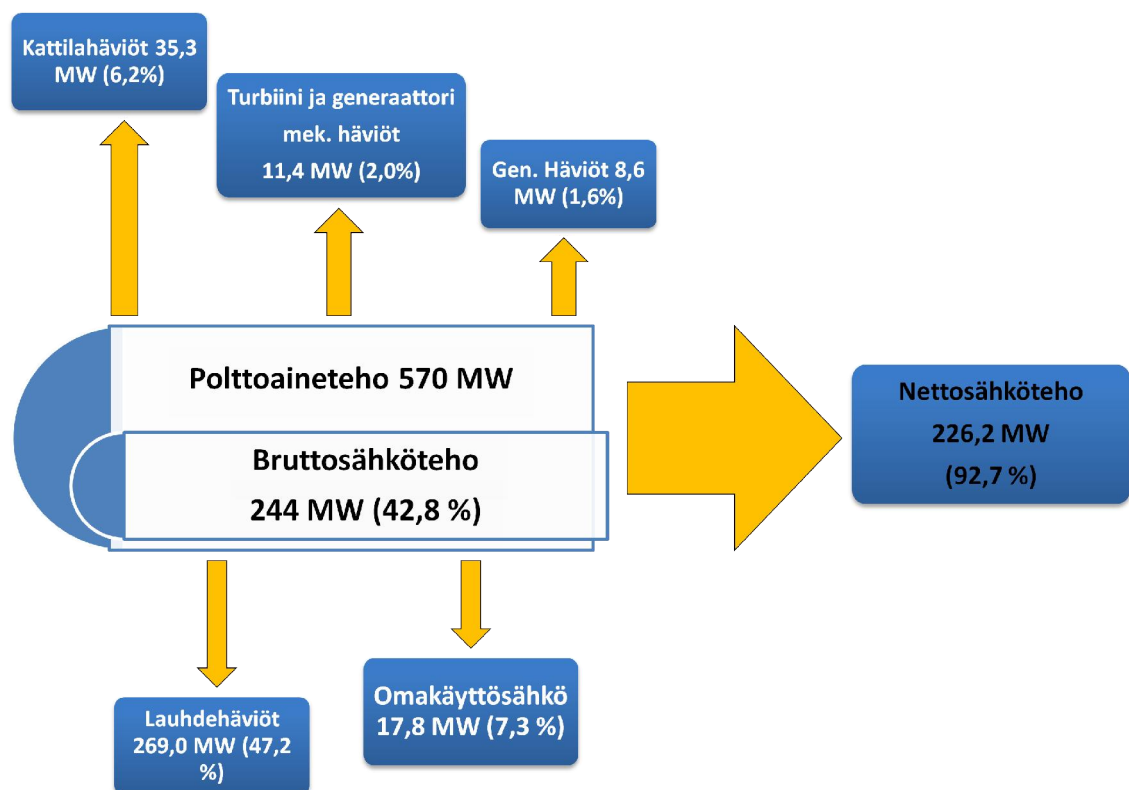 Kattilahäviöt 35,3
MW (6,2%)
Turbiini ja generaattori
mek. häviöt
11,4 MW (2,0%)
Gen. Häviöt 8,6
MW (1,6%)
Polttoaineteho 570 MW
Bruttosähköteho
244 MW (42,8 %)
Nettosähköteho
226,2 MW
(92,7 %)
Lauhdehäviöt
269,0 MW (47,2
%)
Omakäyttösähkö
17,8 MW (7,3 %)